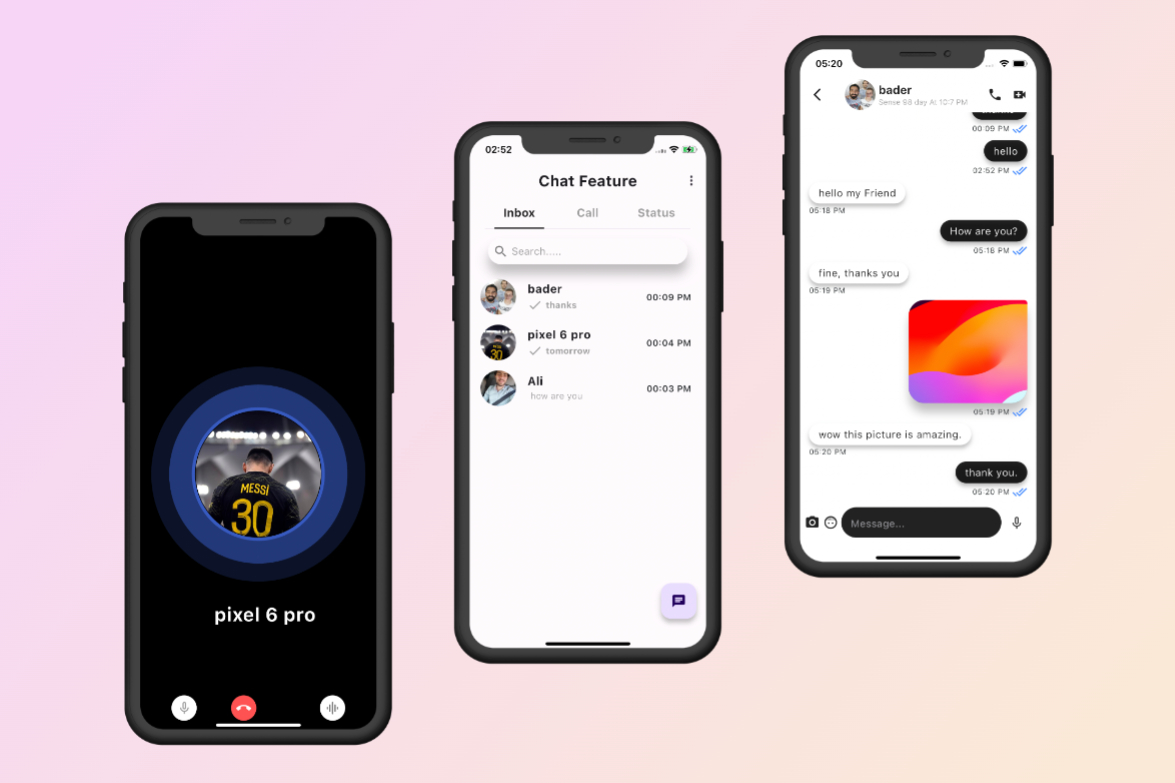 MESSI
30
pixel 6 pro
02:52
Chat Feature
Inbox Call Status
Search.....
bader
thanks
00:09 PM
pixel 6 pro
tomorrow
00:04 PM
Ali
how are you
00:03 PM
05:20
bader
Sense 98 day At 10:7 PM
00:09 PM
hello
02:52 PM
hello my Friend
05:18 PM
How are you?
05:18 PM
fine, thanks you
05:19 PM
05:19 PM
wow this picture is amazing.
05:20 PM
thank you.
05:20 PM
Message...